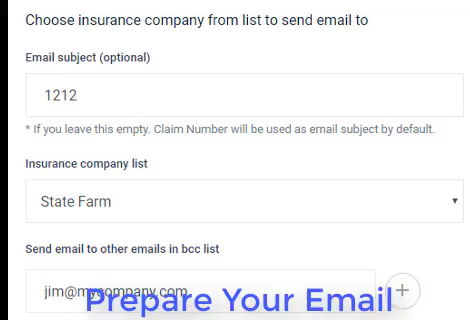 Choose insurance company from list to send email to
Email subject (optional)
1212
* If you leave this empty. Claim Number will be used as email subject by default.
Insurance company list
State Farm
Send email to other emails in bcc list
jim@mycompany.com
Prepare Your Email